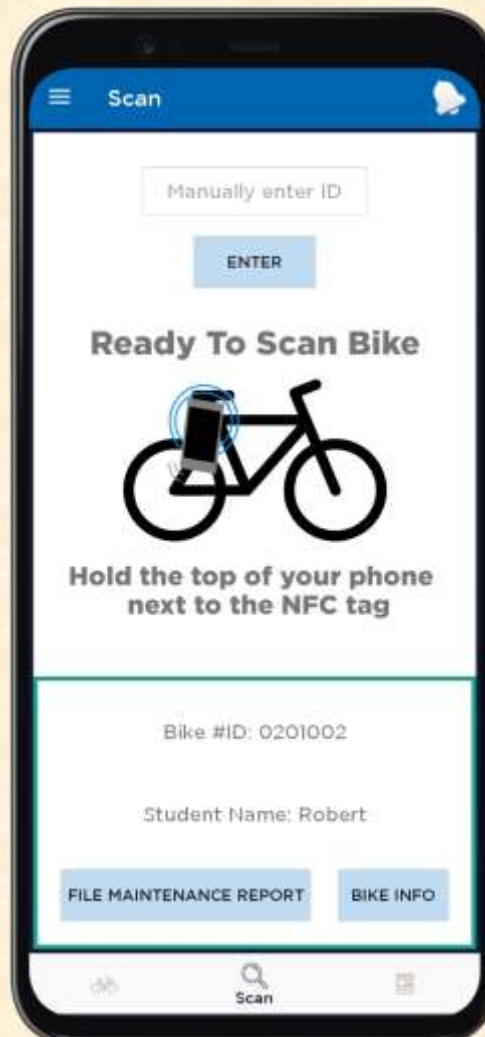 Scan
Manually enter ID
ENTER
Ready To Scan Bike
Hold the top of your phone
next to the NFC tag
Bike #ID: 0201002
Student Name: Robert
FILE MAINTENANCE REPORT BIKE INFO
Scan